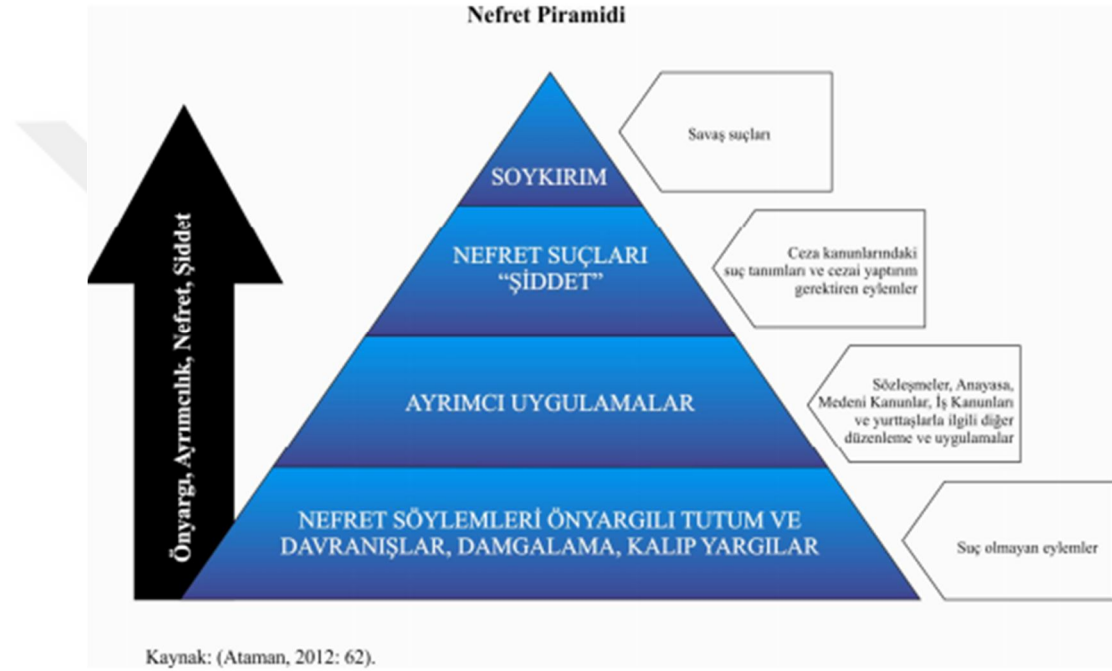 Nefret Piramidi
Önyargı, Ayrımcılık, Nefret, Şiddet
SOYKIRIM
Savaş suçları
NEFRET SUÇLARI
“ŞİDDET”
Ceza kanunlarındaki
suç tanımları ve cezai yaptırım
gerektiren eylemler
AYRIMCI UYGULAMALAR
Sözleşmeler, Anayasa,
Medeni Kanunlar, İş Kanunları
ve yurttaşlarla ilgili diğer
düzenleme ve uygulamalar
NEFRET SÖYLEMLERİ ÖNYARGILI TUTUM VE
DAVRANIŞLAR, DAMGALAMA, KALIP YARGILAR
Suç olmayan eylemler
Kaynak: (Ataman, 2012: 62).